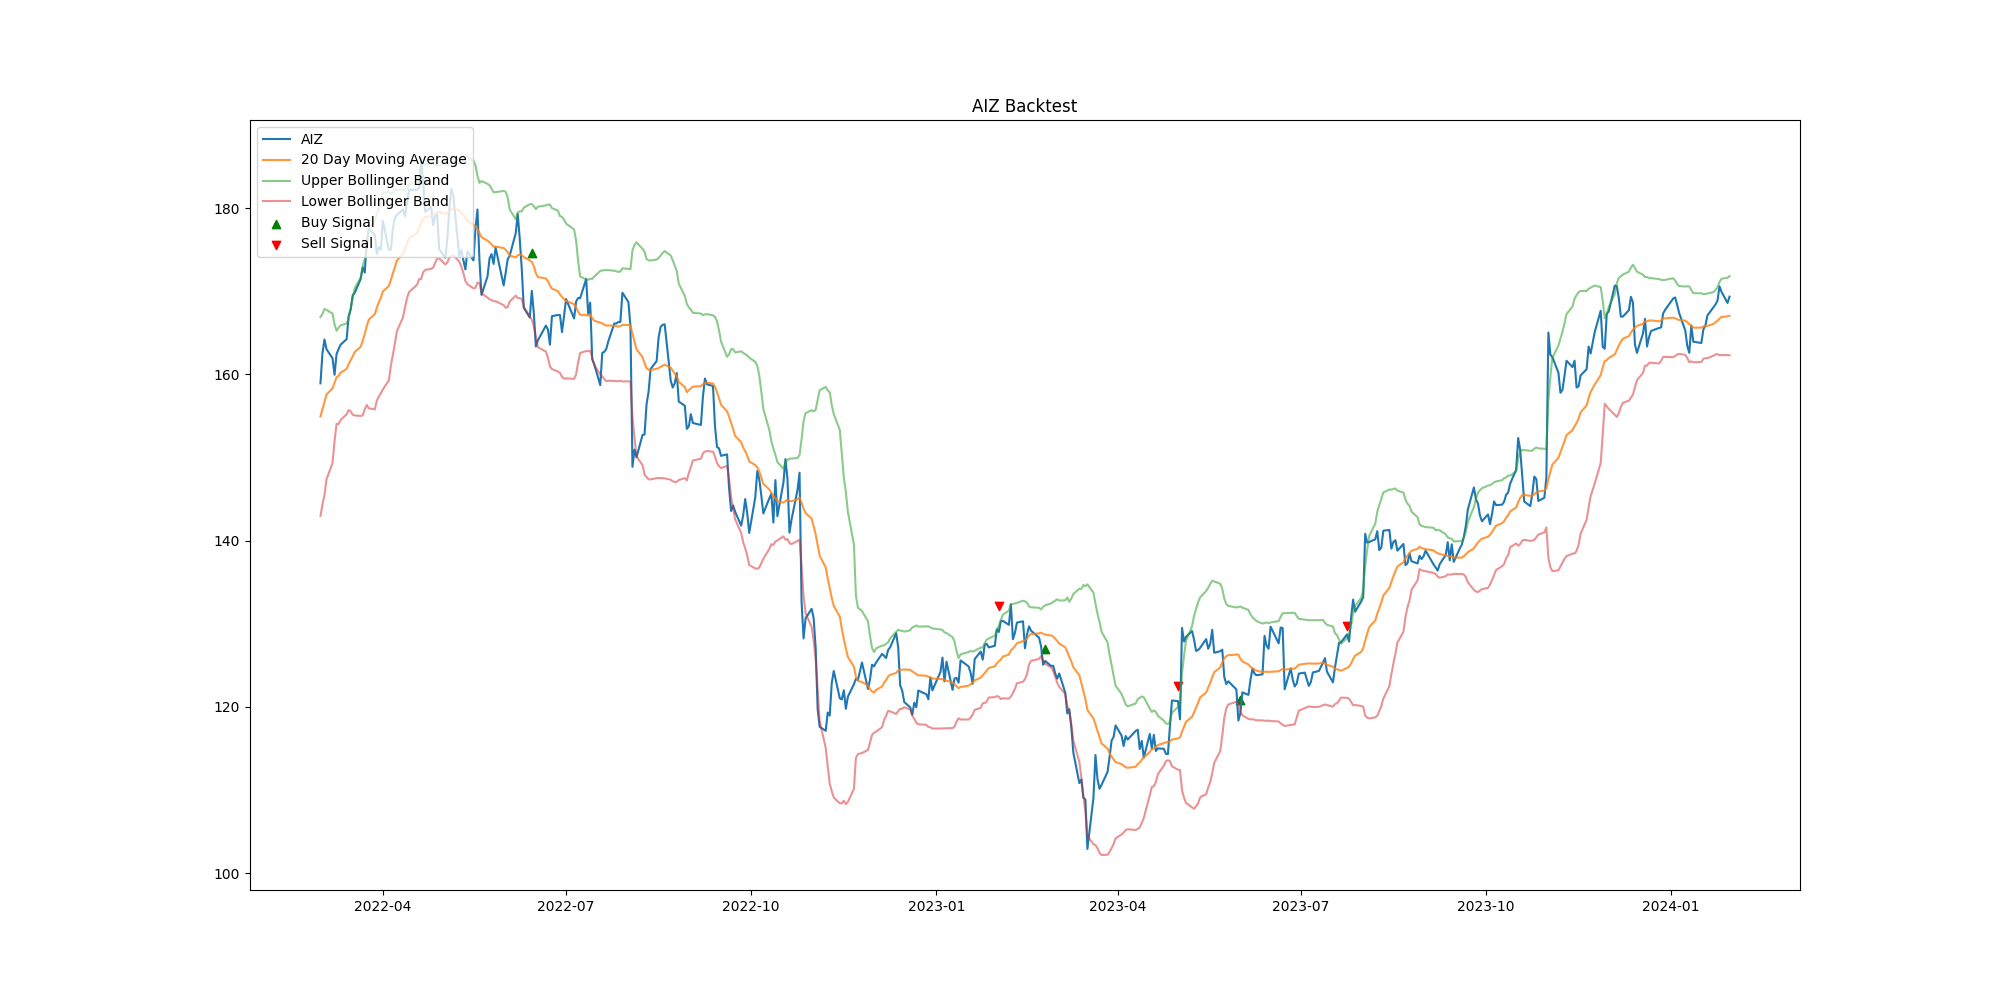 AIZ Backtest
AIZ
20 Day Moving Average
Upper Bollinger Band
Lower Bollinger Band
Buy Signal
Sell Signal
180
160
140
120
100
2022-04 2022-07 2022-10 2023-01 2023-04 2023-07 2023-10 2024-01